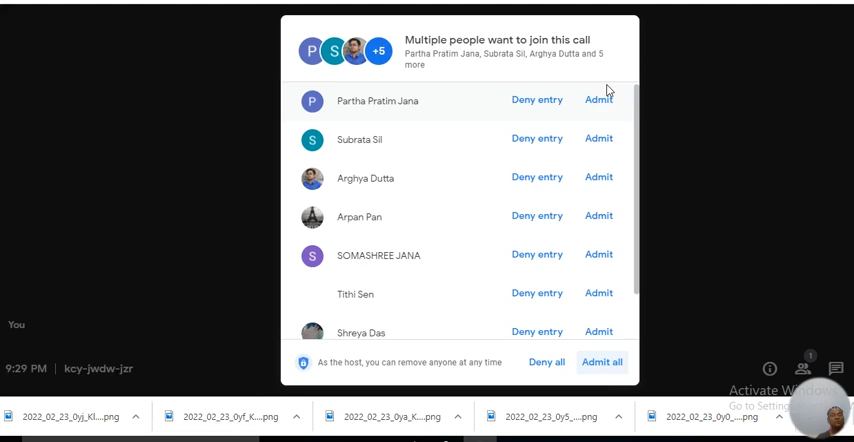 Multiple people want to join this call
Partha Pratim Jana, Subrata Sil, Arghya Dutta and 5
more
P S +5
P Partha Pratim Jana Deny entry Admit
S Subrata Sil Deny entry Admit
Arghya Dutta Deny entry Admit
Arpan Pan Deny entry Admit
S SOMASHREE JANA Deny entry Admit
Tithi Sen Deny entry Admit
Shreya Das Deny entry Admit
As the host, you can remove anyone at any time Deny all Admit all
You
9:29 PM | kcy-jwdw-jzr
1
Activate Windows
Go to Setting
2022_02_23_0yj_Kl....png 2022_02_23_0yf_K....png 2022_02_23_0ya_K....png 2022_02_23_0y5_....png 2022_02_23_0y0_....png